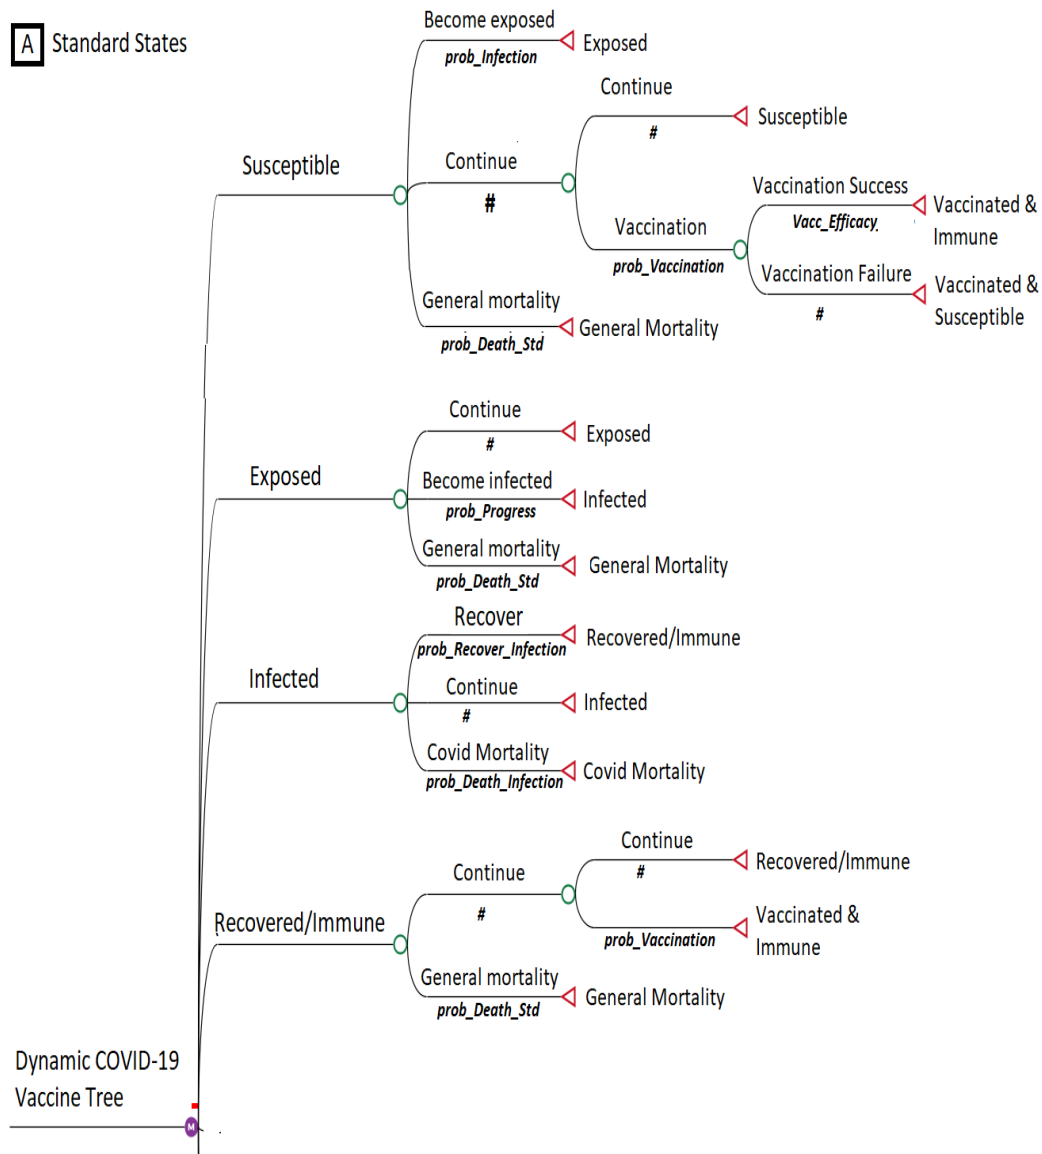 A Standard States
Become exposed
prob_Infection
Exposed
Continue
#
Susceptible
Susceptible
Continue
#
Vaccination Success
Vacc_Efficacy
Vaccinated &
Immune
Vaccination
prob_Vaccination
Vaccination Failure
#
Vaccinated &
Susceptible
General mortality
prob_Death_Std
General Mortality
Continue
#
Exposed
Exposed
Become infected
prob_Progress
Infected
General mortality
prob_Death_Std
General Mortality
Recover
prob_Recover_Infection
Recovered/Immune
Infected
Continue
#
Infected
Covid Mortality
prob_Death_Infection
Covid Mortality
Continue
#
Recovered/Immune
Continue
#
Recovered/Immune
prob_Vaccination
Vaccinated &
Immune
General mortality
prob_Death_Std
General Mortality
Dynamic COVID-19
Vaccine Tree
M